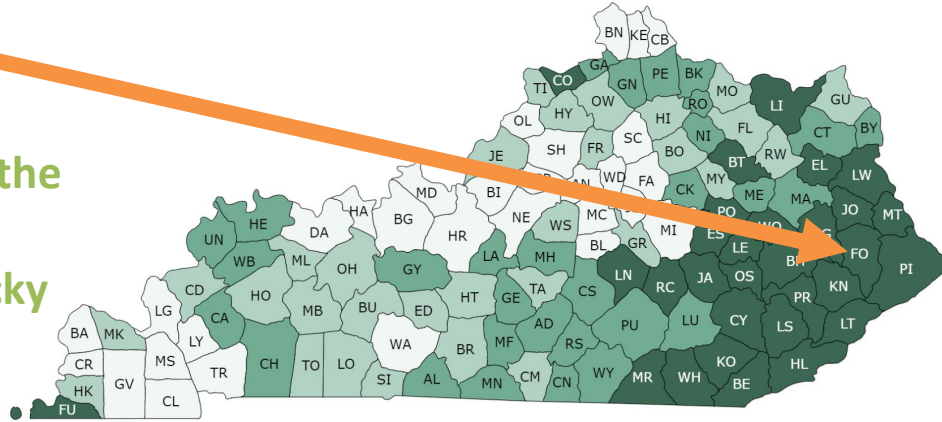 BN KE CB
GA PE BK
CO GN MO
TI OW RO LI GU
HY HI
OL SC NI FL CT BY
SH FR
JE BO BT RW EL
the
WD FA MY LW
MD BI CK ME MA
HA NE MC PO JO MT
HE BG WS MI
DA HR BL GR ES LE FO
UN WB ML OH LA MH PI
GY LN RC JA OS KN
CD HO TA CS PR
cky
LG MB BU ED HT GE
CA AD PU LU CY LS LT
BA MK LY WA MF RS
MS BR
CR TR CH TO LO KO HL
HK GV SI AL MN CM CN WY MR WH BE
FU CL